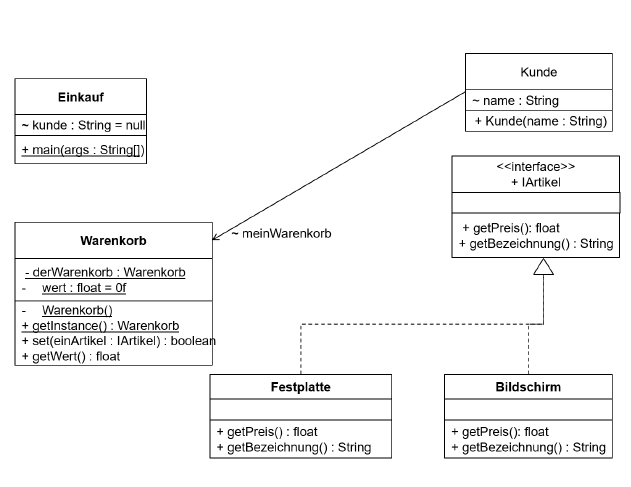 Einkauf
~ kunde : String = null
+ main(args : String[])
Kunde
~ name : String
+ Kunde(name : String)
<<interface>>
+ IArtikel
+ getPreis(): float
+ getBezeichnung() : String
~ meinWarenkorb
Warenkorb
- derWarenkorb : Warenkorb
- wert : float = 0f
- Warenkorb()
+ getInstance() : Warenkorb
+ set(einArtikel : IArtikel) : boolean
+ getWert() : float
Festplatte
+ getPreis() : float
+ getBezeichnung() : String
Bildschirm
+ getPreis(): float
+ getBezeichnung() : String